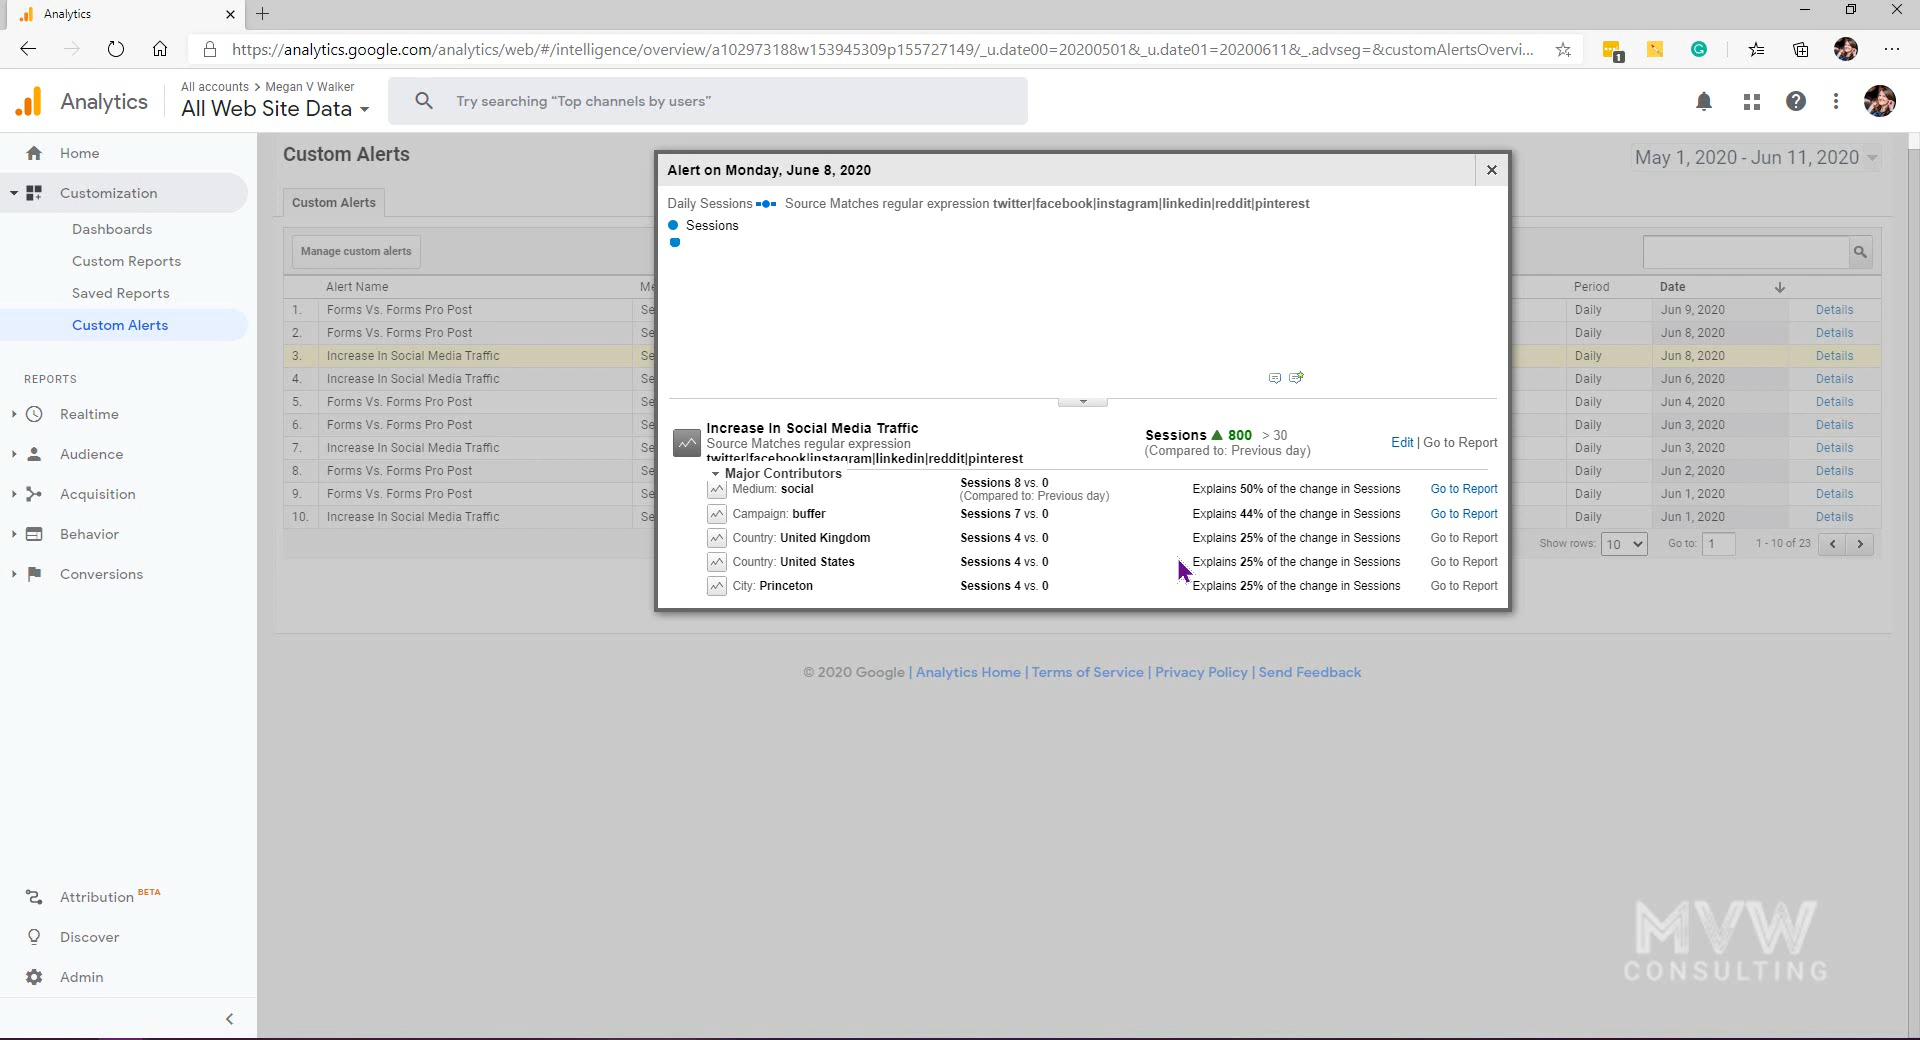 Analytics
https://analytics.google.com/analytics/web/#/intelligence/overview/a102973188w153945309p155727149/_u.date00=20200501&_u.date01=20200611&_.advseg=&customAlertsOvervi...
1
Analytics
All accounts > Megan V Walker
All Web Site Data
Try searching “Top channels by users”
Home
Customization
Dashboards
Custom Reports
Saved Reports
Custom Alerts
REPORTS
Realtime
Audience
Acquisition
Behavior
Conversions
Attribution BETA
Discover
Admin
Custom Alerts
May 1, 2020 - Jun 11, 2020
Custom Alerts
Manage custom alerts
Alert Name Period Date
1. Forms Vs. Forms Pro Post Se Daily Jun 9, 2020 Details
2. Forms Vs. Forms Pro Post Se Daily Jun 8, 2020 Details
3. Increase In Social Media Traffic Se Daily Jun 8, 2020 Details
4. Increase In Social Media Traffic Se Daily Jun 6, 2020 Details
5. Forms Vs. Forms Pro Post Se Daily Jun 4, 2020 Details
6. Forms Vs. Forms Pro Post Se Daily Jun 3, 2020 Details
7. Increase In Social Media Traffic Se Daily Jun 3, 2020 Details
8. Forms Vs. Forms Pro Post Se Daily Jun 2, 2020 Details
9. Forms Vs. Forms Pro Post Se Daily Jun 1, 2020 Details
10. Increase In Social Media Traffic Se Daily Jun 1, 2020 Details
Show rows: 10 Go to: 1 1 - 10 of 23
Alert on Monday, June 8, 2020
Daily Sessions Source Matches regular expression twitter|facebook|instagram|linkedin|reddit|pinterest
Sessions
Increase In Social Media Traffic
Source Matches regular expression
twitter|facebook|instagram|linkedin|reddit|pinterest
Sessions 800 > 30
(Compared to: Previous day)
Edit | Go to Report
Major Contributors
Medium: social Sessions 8 vs. 0 Explains 50% of the change in Sessions Go to Report
(Compared to: Previous day)
Campaign: buffer Sessions 7 vs. 0 Explains 44% of the change in Sessions Go to Report
Country: United Kingdom Sessions 4 vs. 0 Explains 25% of the change in Sessions Go to Report
Country: United States Sessions 4 vs. 0 Explains 25% of the change in Sessions Go to Report
City: Princeton Sessions 4 vs. 0 Explains 25% of the change in Sessions Go to Report
© 2020 Google | Analytics Home | Terms of Service | Privacy Policy | Send Feedback
MVW
CONSULTING